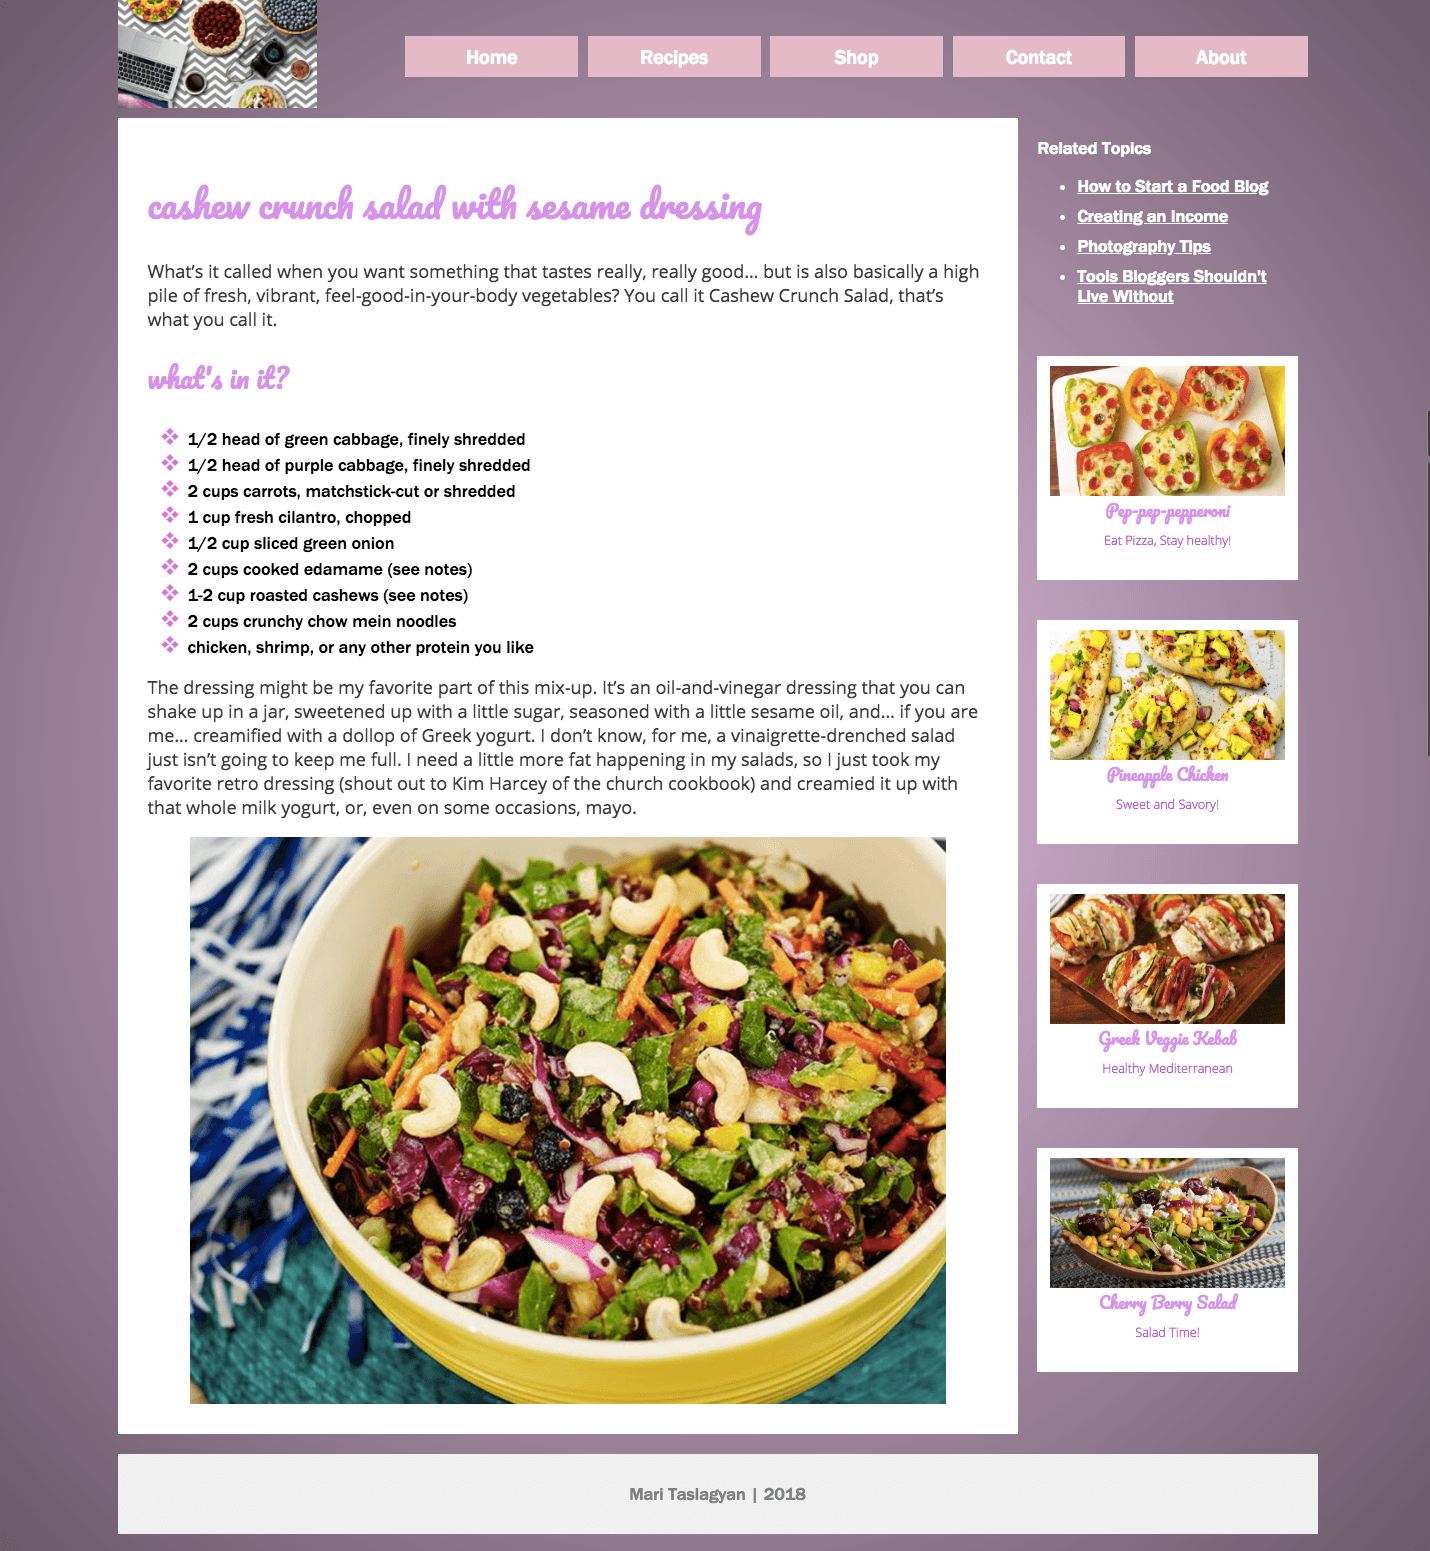 Home
Recipes
Shop
Contact
About
cashew crunch salad with sesame dressing
What’s it called when you want something that tastes really, really good… but is also basically a high
pile of fresh, vibrant, feel-good-in-your-body vegetables? You call it Cashew Crunch Salad, that’s
what you call it.
what's in it?
1/2 head of green cabbage, finely shredded
1/2 head of purple cabbage, finely shredded
2 cups carrots, matchstick-cut or shredded
1 cup fresh cilantro, chopped
1/2 cup sliced green onion
2 cups cooked edamame (see notes)
1-2 cup roasted cashews (see notes)
2 cups crunchy chow mein noodles
chicken, shrimp, or any other protein you like
The dressing might be my favorite part of this mix-up. It’s an oil-and-vinegar dressing that you can
shake up in a jar, sweetened up with a little sugar, seasoned with a little sesame oil, and… if you are
me… creamified with a dollop of Greek yogurt. I don’t know, for me, a vinaigrette-drenched salad
just isn’t going to keep me full. I need a little more fat happening in my salads, so I just took my
favorite retro dressing (shout out to Kim Harcey of the church cookbook) and creamied it up with
that whole milk yogurt, or, even on some occasions, mayo.
Related Topics
How to Start a Food Blog
Creating an Income
Photography Tips
Tools Bloggers Shouldn't
Live Without
Pep-pep-pepperoni
Eat Pizza, Stay healthy!
Pineapple Chicken
Sweet and Savory!
Greek Veggie Kebab
Healthy Mediterranean
Cherry Berry Salad
Salad Time!
Mari Taslagyan | 2018